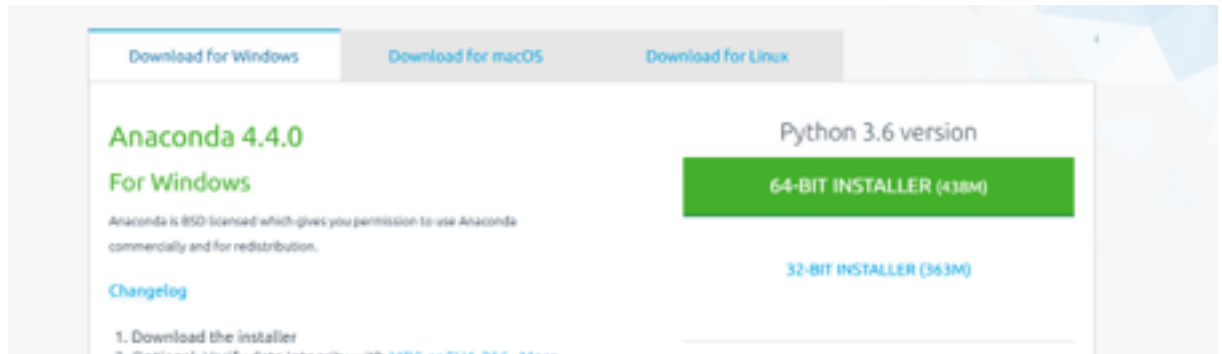 Download for Windows
Download for macOS
Download for Linux
Anaconda 4.4.0
For Windows
Anaconda is BSD licensed which gives you permission to use Anaconda
commercially and for redistribution.
Changelog
1. Download the installer
Python 3.6 version
64-BIT INSTALLER (438M)
32-BIT INSTALLER (363M)